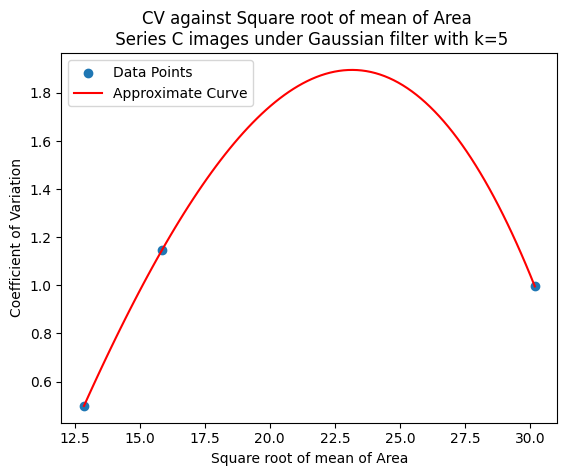 CV against Square root of mean of Area
Series C images under Gaussian filter with k=5
Data Points
Approximate Curve
Coefficient of Variation
1.8
1.6
1.4
1.2
1.0
0.8
0.6
12.5 15.0 17.5 20.0 22.5 25.0 27.5 30.0
Square root of mean of Area